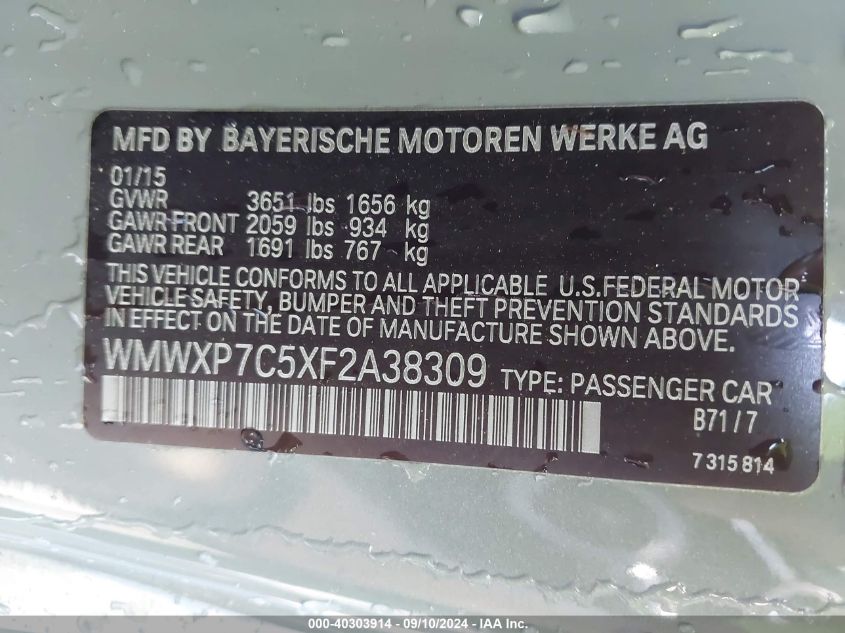 MFD BY BAYERISCHE MOTOREN WERKE AG
01/15
GVWR 3651 lbs 1656 kg
GAWR FRONT 2059 lbs 934 kg
GAWR REAR 1691 lbs 767 kg
THIS VEHICLE CONFORMS TO ALL APPLICABLE U.S.FEDERAL MOTOR
VEHICLE SAFETY, BUMPER AND THEFT PREVENTION STANDARDS
IN EFFECT ON THE DATE OF MANUFACTURE SHOWN ABOVE.
WMWXP7C5XF2A38309 TYPE: PASSENGER CAR
B71/7
7 315 814
000-40303914 - 09/10/2024 - © IAA Inc.